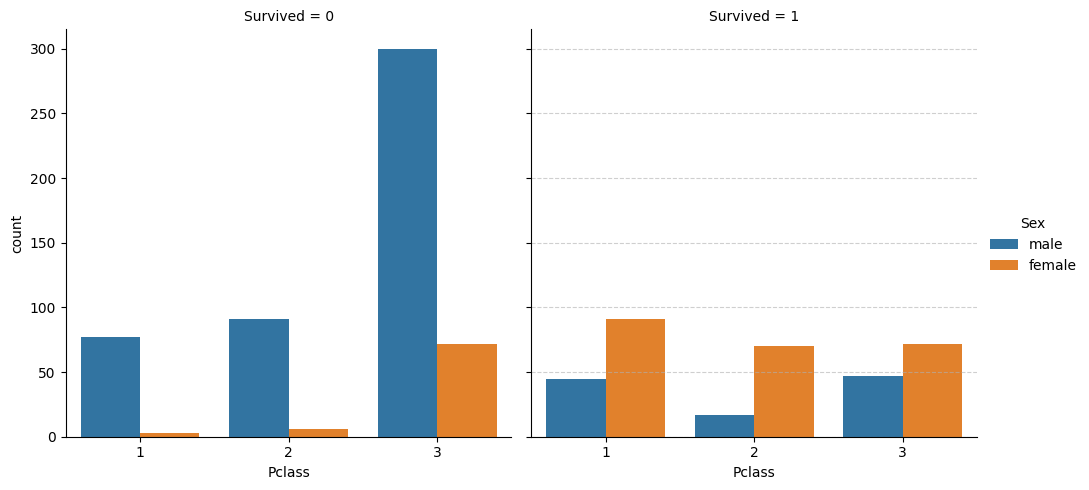 Survived = 0
Survived = 1
300
250
200
150
100
50
0
count
1 2 3
Pclass
1 2 3
Pclass
Sex
male
female